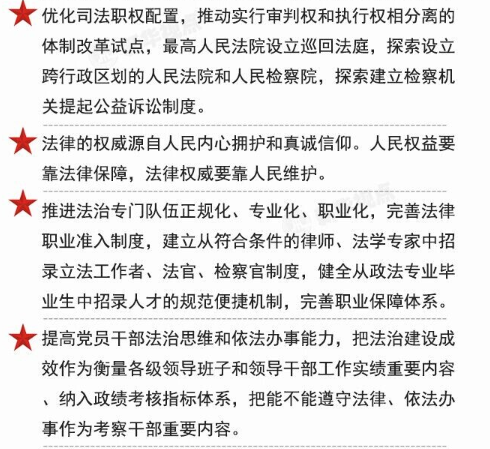 优化司法职权配置，推动实行审判权和执行权相分离的
体制改革试点，最高人民法院设立巡回法庭，探索设立
跨行政区划的人民法院和人民检察院，探索建立检察机
关提起公益诉讼制度。
法律的权威源自人民内心拥护和真诚信仰。人民权益要
靠法律保障，法律权威要靠人民维护。
推进法治专门队伍正规化、专业化、职业化，完善法律
职业准入制度，建立从符合条件的律师、法学专家中招
录立法工作者、法官、检察官制度，健全从政法专业毕
业生中招录人才的规范便捷机制，完善职业保障体系。
提高党员干部法治思维和依法办事能力，把法治建设成
效作为衡量各级领导班子和领导干部工作实绩重要内容
、纳入政绩考核指标体系，把能不能遵守法律、依法办
事作为考察干部重要内容。